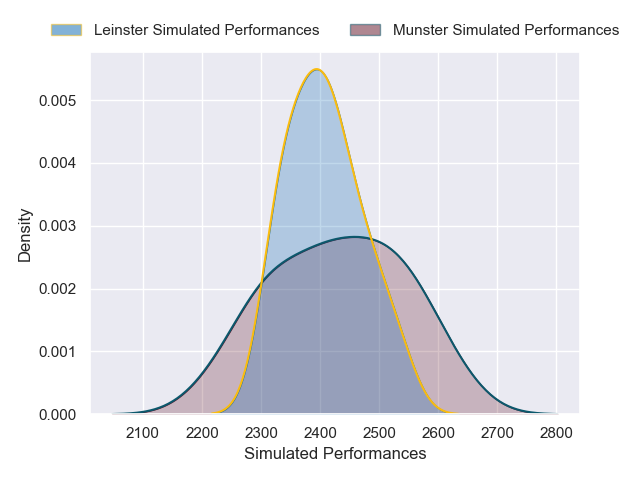 Leinster Simulated Performances Munster Simulated Performances
0.005
0.004
0.003
0.002
0.001
0.000
Density
2100 2200 2300 2400 2500 2600 2700 2800
Simulated Performances